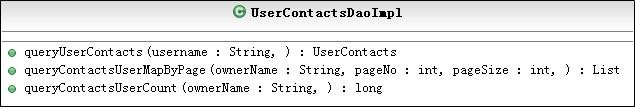 UserContactsDaoImpl
queryUserContacts (username : String, ) : UserContacts
queryContactsUserMapByPage (ownerName : String, pageNo : int, pageSize : int, ) : List
queryContactsUserCount (ownerName : String, ) : long